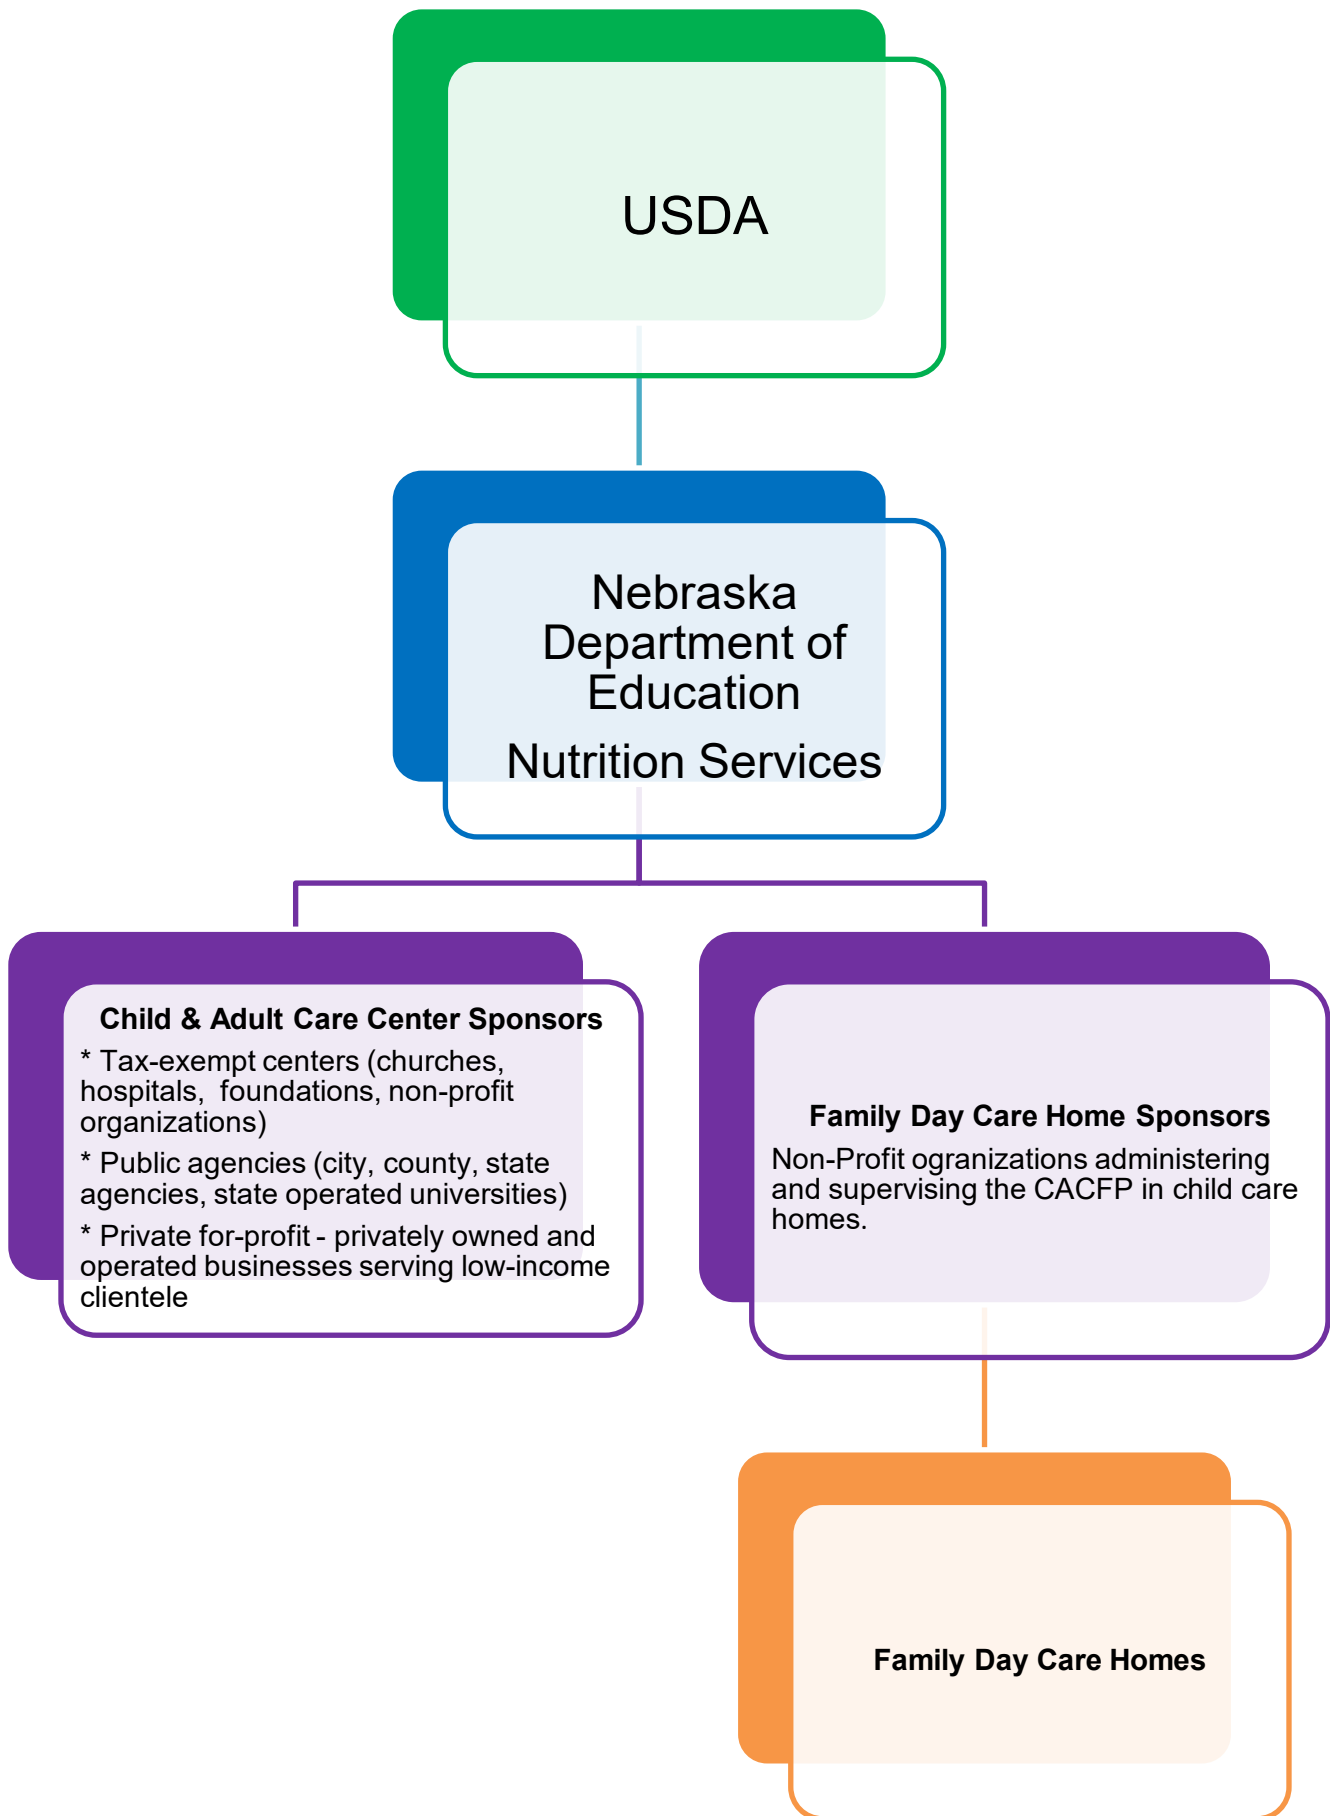 USDA
Nebraska
Department of
Education
Nutrition Services
Child & Adult Care Center Sponsors
* Tax-exempt centers (churches,
hospitals, foundations, non-profit
organizations)
* Public agencies (city, county, state
agencies, state operated universities)
* Private for-profit - privately owned and
operated businesses serving low-income
clientele
Family Day Care Home Sponsors
Non-Profit ogranizations administering
and supervising the CACFP in child care
homes.
Family Day Care Homes